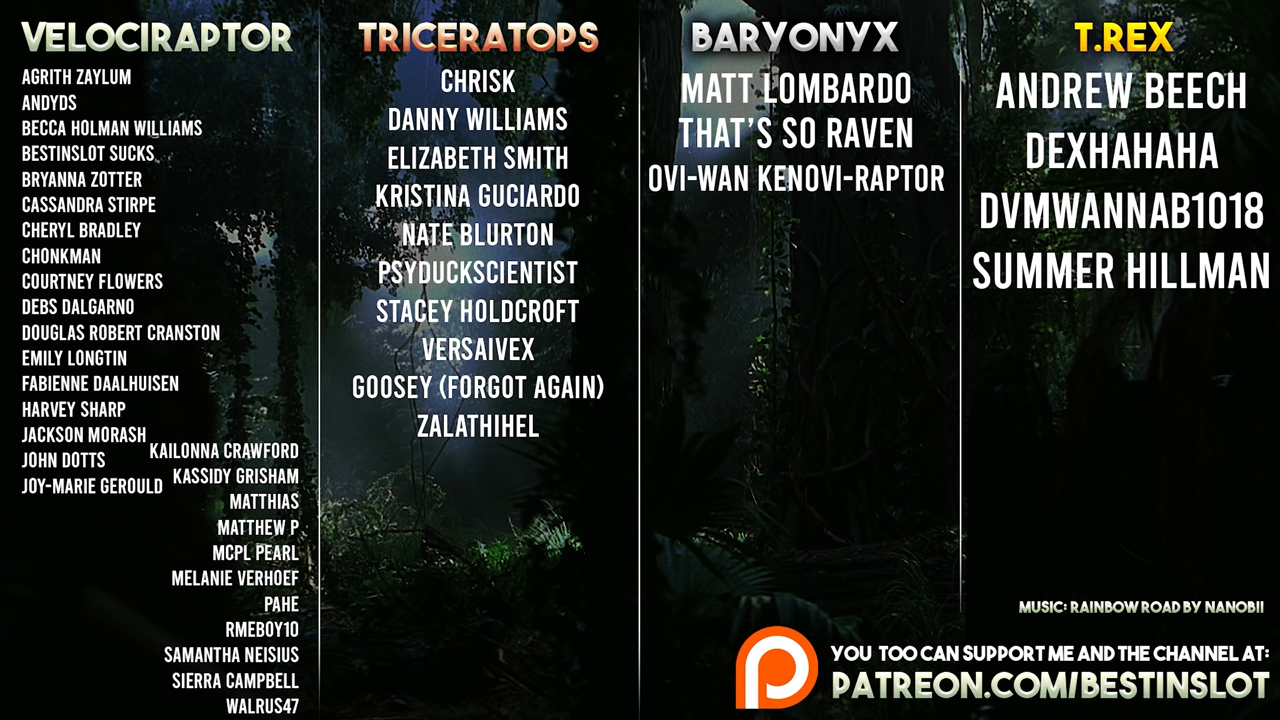 VELOCIRAPTOR
AGRITH ZAYLUM
ANDYDS
BECCA HOLMAN WILLIAMS
BESTINSLOT SUCKS
BRYANNA ZOTTER
CASSANDRA STIRPE
CHERYL BRADLEY
CHONKMAN
COURTNEY FLOWERS
DEBS DALGARNO
DOUGLAS ROBERT CRANSTON
EMILY LONGTIN
FABIENNE DAALHUISEN
HARVEY SHARP
JACKSON MORASH
JOHN DOTTS
JOY-MARIE GEROULD
KAILONNA CRAWFORD
KASSIDY GRISHAM
MATTHIAS
MATTHEW P
MCPL PEARL
MELANIE VERHOEF
PAHE
RMEBOY10
SAMANTHA NEISIUS
SIERRA CAMPBELL
WALRUS47
TRICERATOPS
CHRISK
DANNY WILLIAMS
ELIZABETH SMITH
KRISTINA GUCIARDO
NATE BLURTON
PSYDUCKSCIENTIST
STACEY HOLDCROFT
VERSAIVEX
GOOSEY (FORGOT AGAIN)
ZALATHIHEL
BARYONYX
MATT LOMBARDO
THAT'S SO RAVEN
OVI-WAN KENOVI-RAPTOR
T.REX
ANDREW BEECH
DEXHAHAHA
DVMWANNAB1018
SUMMER HILLMAN
MUSIC: RAINBOW ROAD BY NANOBII
YOU TOO CAN SUPPORT ME AND THE CHANNEL AT:
PATREON.COM/BESTINSLOT